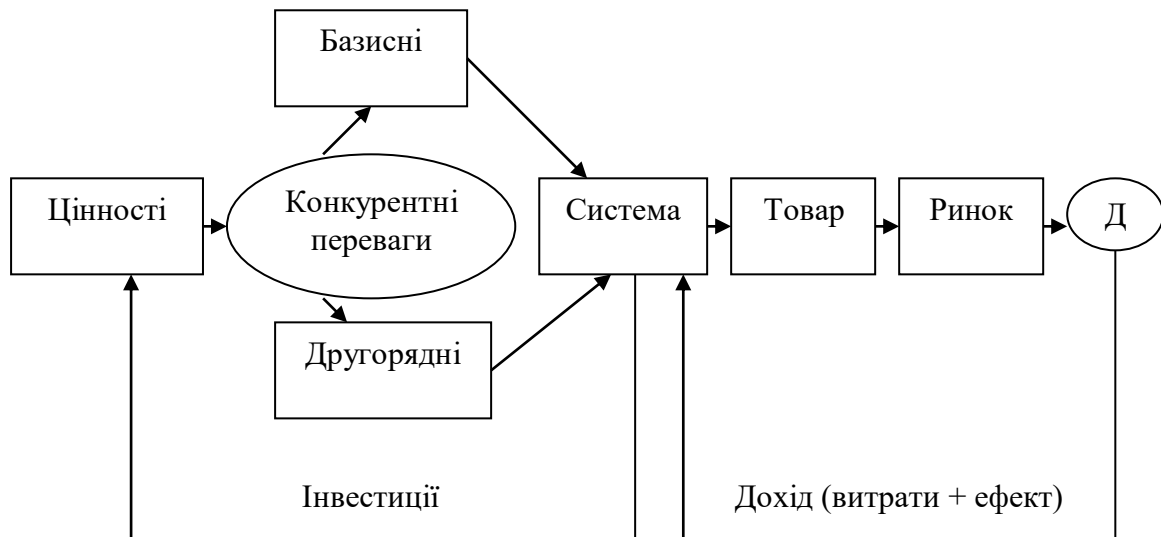 Базисні
Цінності
Конкурентні
переваги
Система
Товар
Ринок
Д
Другорядні
Інвестиції
Дохід (витрати + ефект)